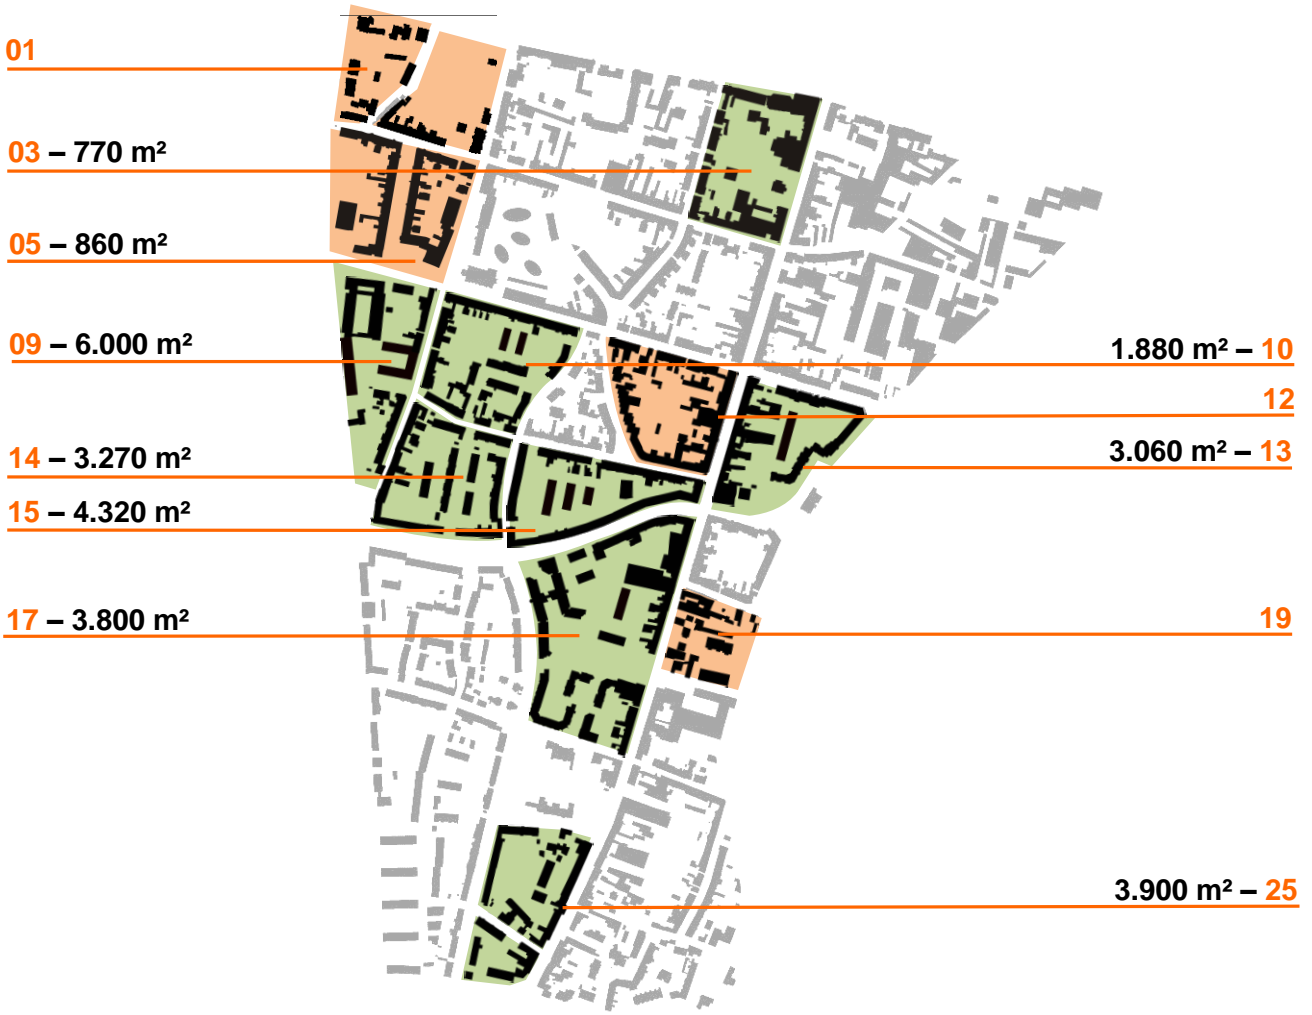 01
03 – 770 m²
05 – 860 m²
09 – 6.000 m²
1.880 m² – 10
12
14 – 3.270 m²
3.060 m² – 13
15 – 4.320 m²
17 – 3.800 m²
19
3.900 m² – 25